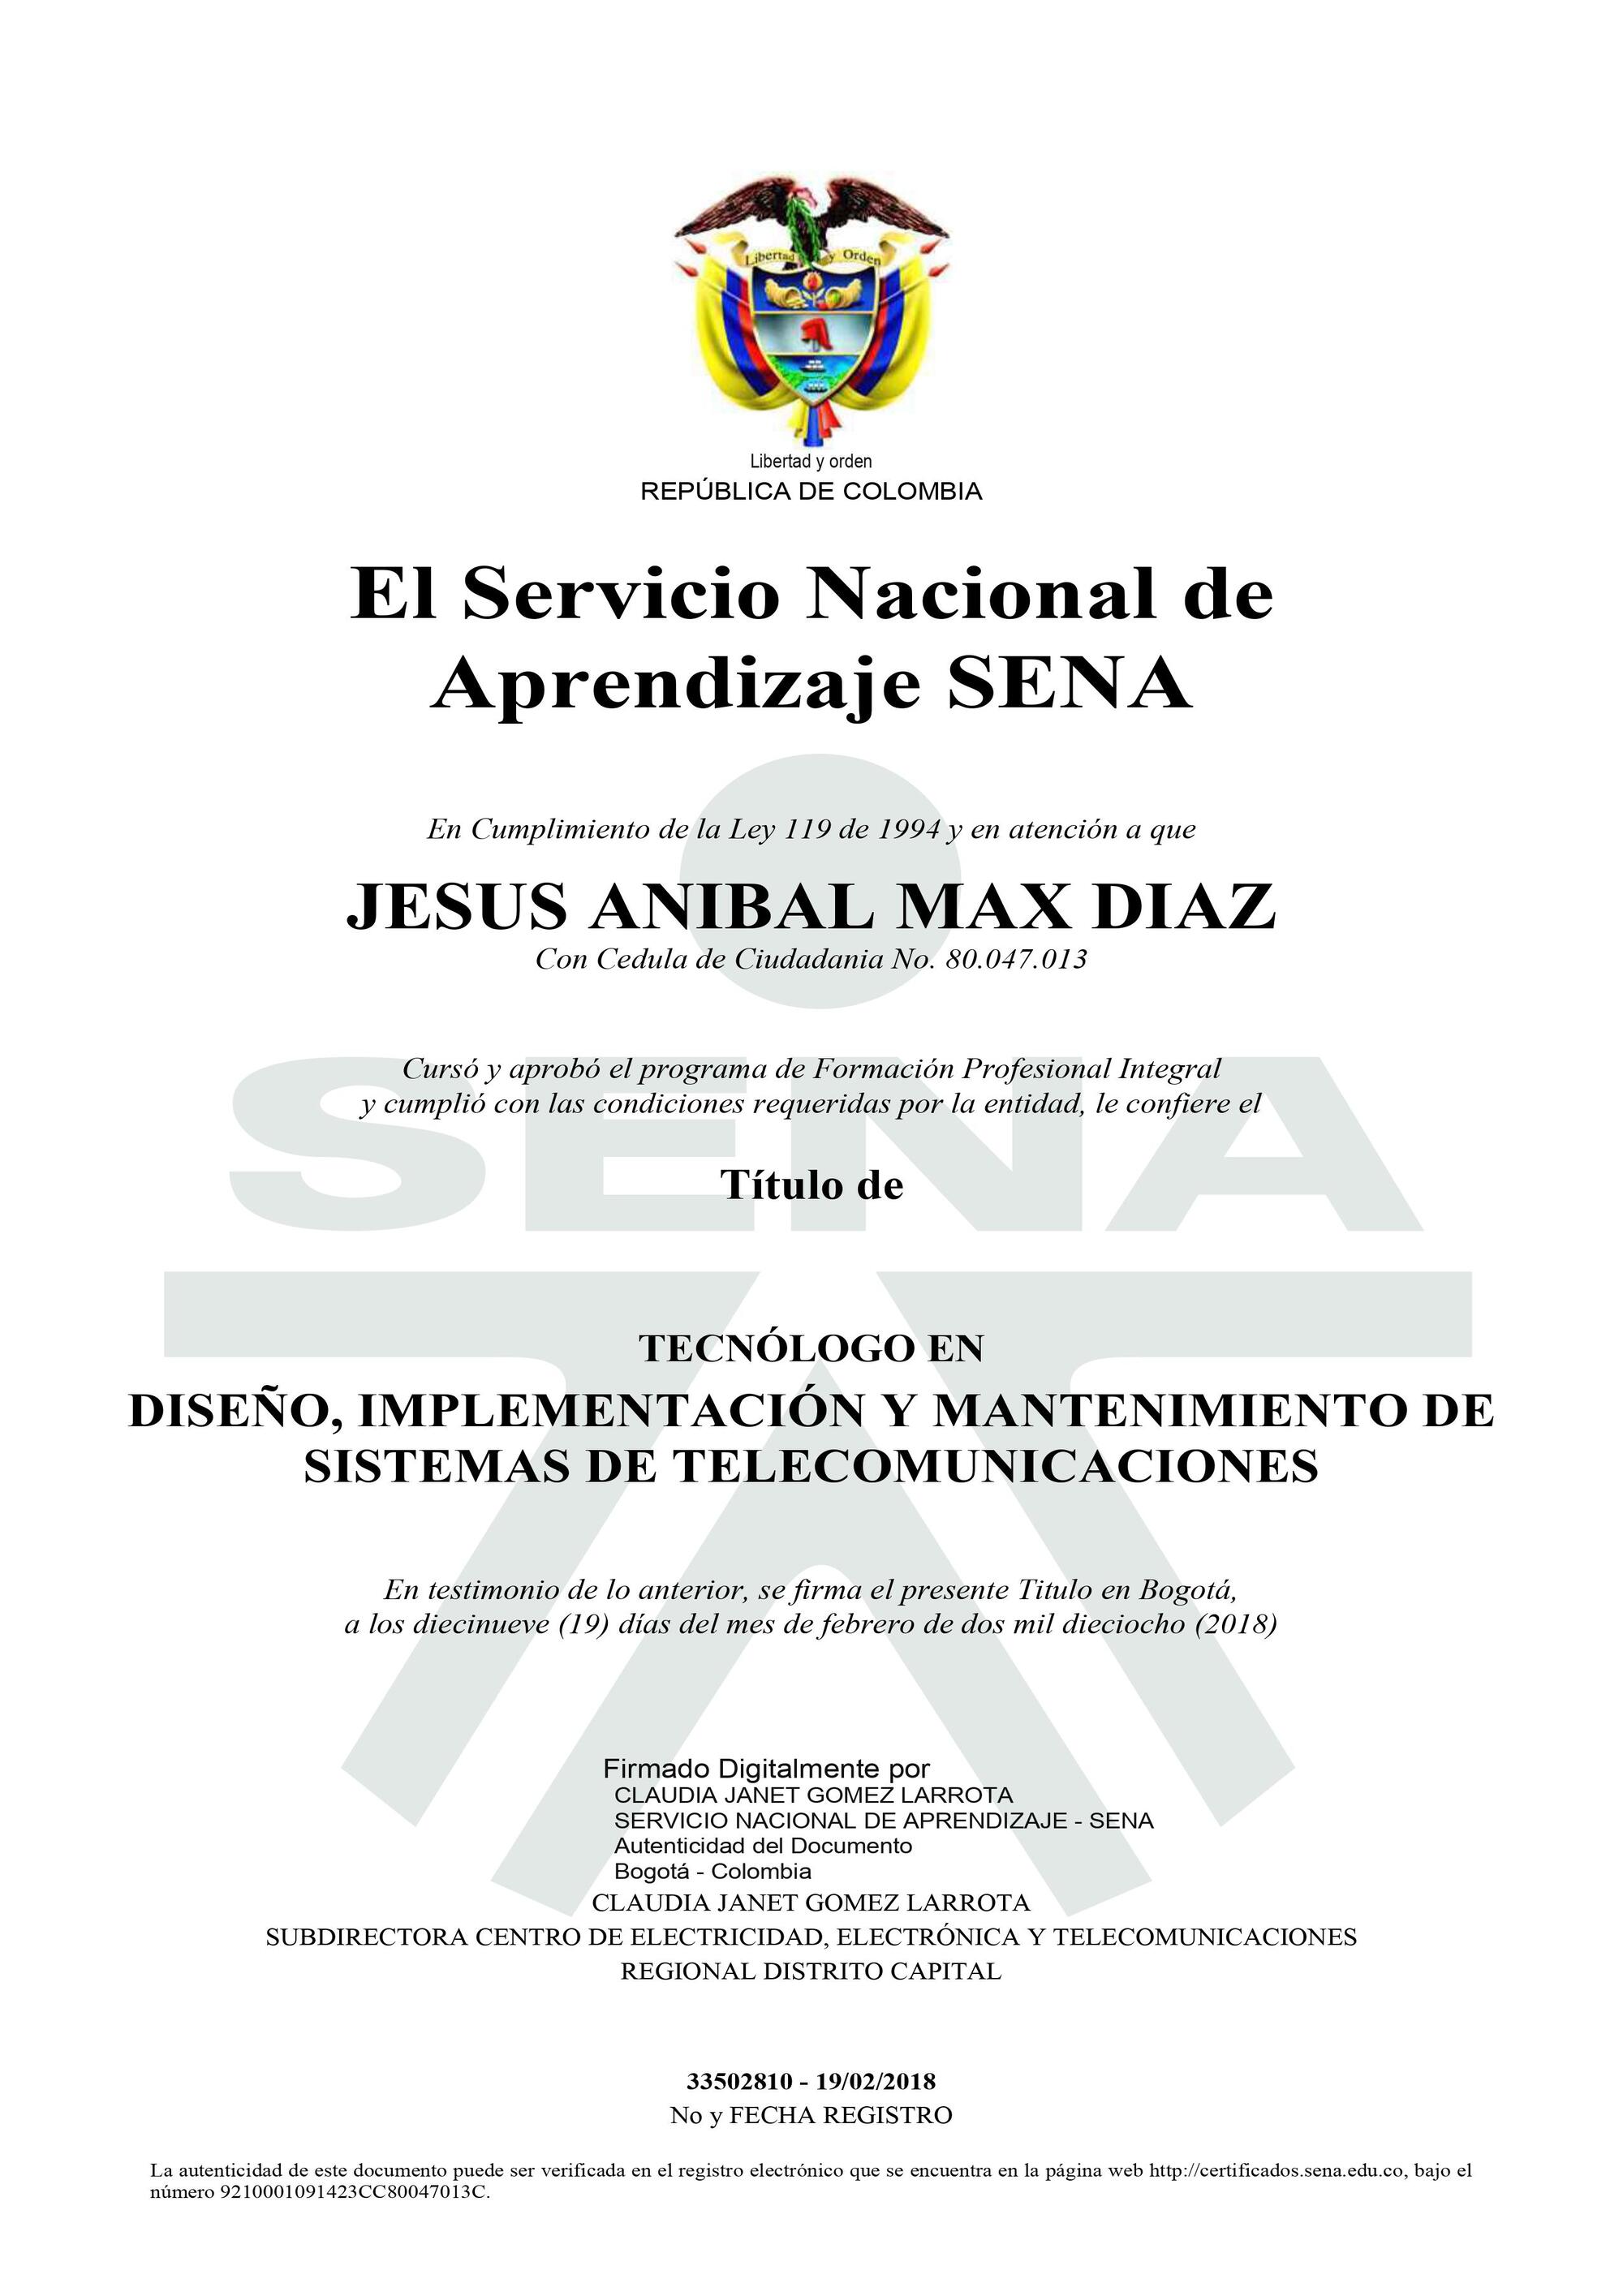 Libertad y Orden
Libertad y orden
REPÚBLICA DE COLOMBIA
El Servicio Nacional de
Aprendizaje SENA
En Cumplimiento de la Ley 119 de 1994 y en atención a que
JESUS ANIBAL MAX DIAZ
Con Cedula de Ciudadania No. 80.047.013
SENA
Cursó y aprobó el programa de Formación Profesional Integral
y cumplió con las condiciones requeridas por la entidad, le confiere el
Título de
TECNÓLOGO EN
DISEÑO, IMPLEMENTACIÓN Y MANTENIMIENTO DE
SISTEMAS DE TELECOMUNICACIONES
En testimonio de lo anterior, se firma el presente Titulo en Bogotá,
a los diecinueve (19) días del mes de febrero de dos mil dieciocho (2018)
Firmado Digitalmente por
CLAUDIA JANET GOMEZ LARROTA
SERVICIO NACIONAL DE APRENDIZAJE - SENA
Autenticidad del Documento
Bogotá - Colombia
CLAUDIA JANET GOMEZ LARROTA
SUBDIRECTORA CENTRO DE ELECTRICIDAD, ELECTRÓNICA Y TELECOMUNICACIONES
REGIONAL DISTRITO CAPITAL
33502810 - 19/02/2018
No y FECHA REGISTRO
La autenticidad de este documento puede ser verificada en el registro electrónico que se encuentra en la página web http://certificados.sena.edu.co, bajo el
número 9210001091423CC80047013C.